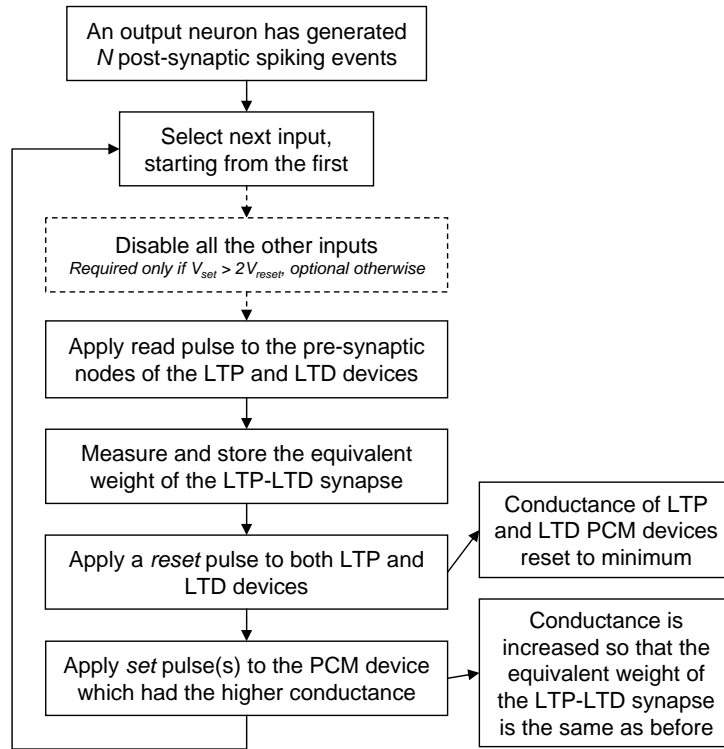 An output neuron has generated
N post-synaptic spiking events
Select next input,
starting from the first
Disable all the other inputs
Required only if Vset > 2Vreset, optional otherwise
Apply read pulse to the pre-synaptic
nodes of the LTP and LTD devices
Measure and store the equivalent
weight of the LTP-LTD synapse
Apply a reset pulse to both LTP and
LTD devices
Conductance of LTP
and LTD PCM devices
reset to minimum
Apply set pulse(s) to the PCM device
which had the higher conductance
Conductance is
increased so that the
equivalent weight of
the LTP-LTD synapse
is the same as before